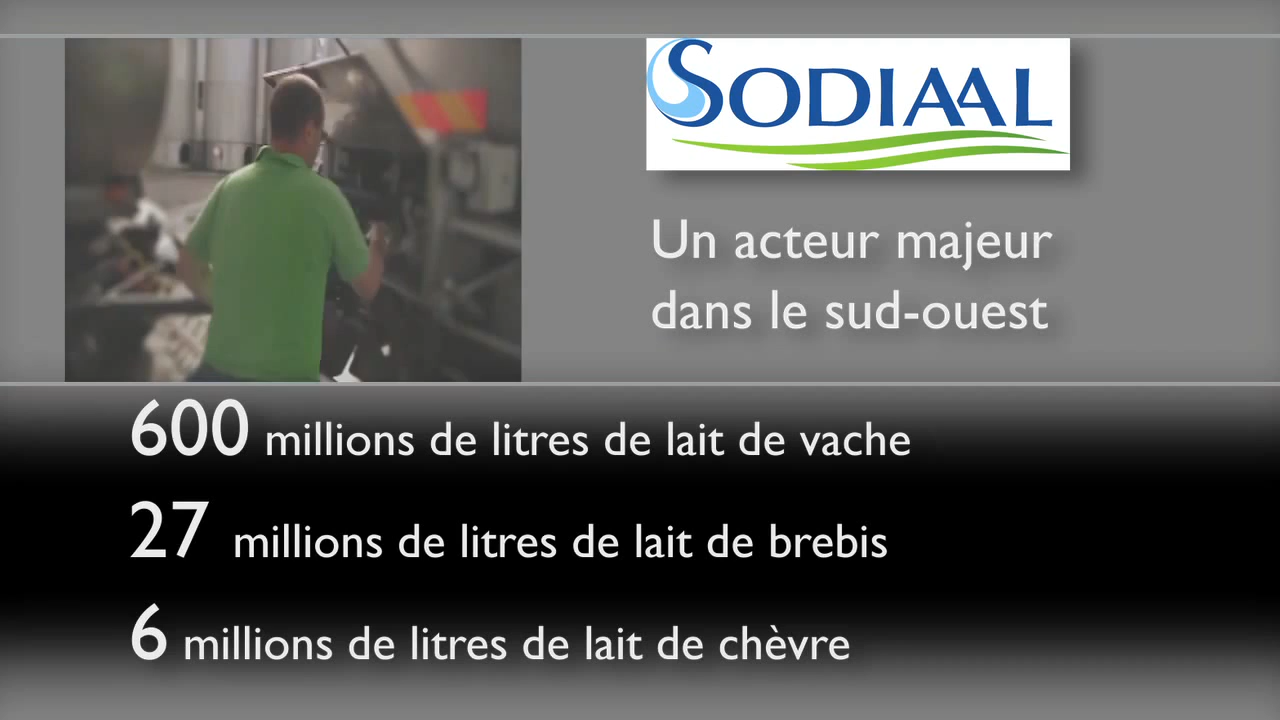 SODIAAL
Un acteur majeur
dans le sud-ouest
600 millions de litres de lait de vache
27 millions de litres de lait de brebis
6 millions de litres de lait de chèvre